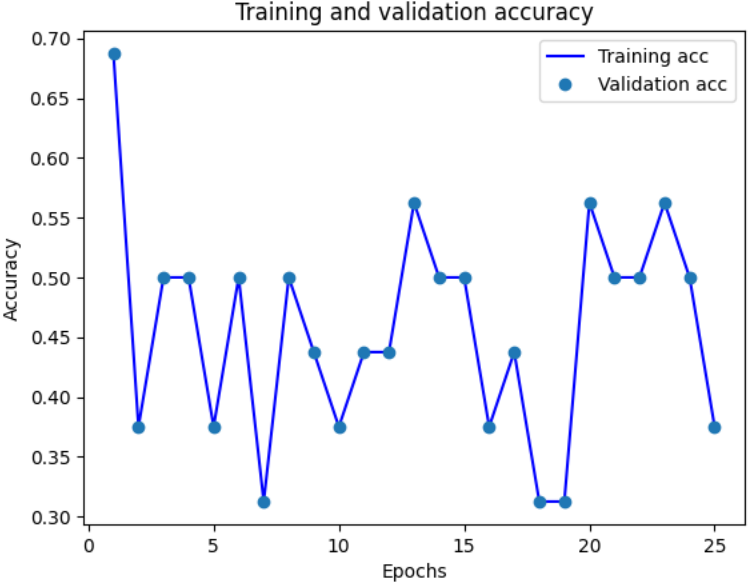 Training and validation accuracy
0.70
0.65
0.60
0.55
0.50
0.45
0.40
0.35
0.30
Accuracy
Training acc
Validation acc
0 5 10 15 20 25
Epochs